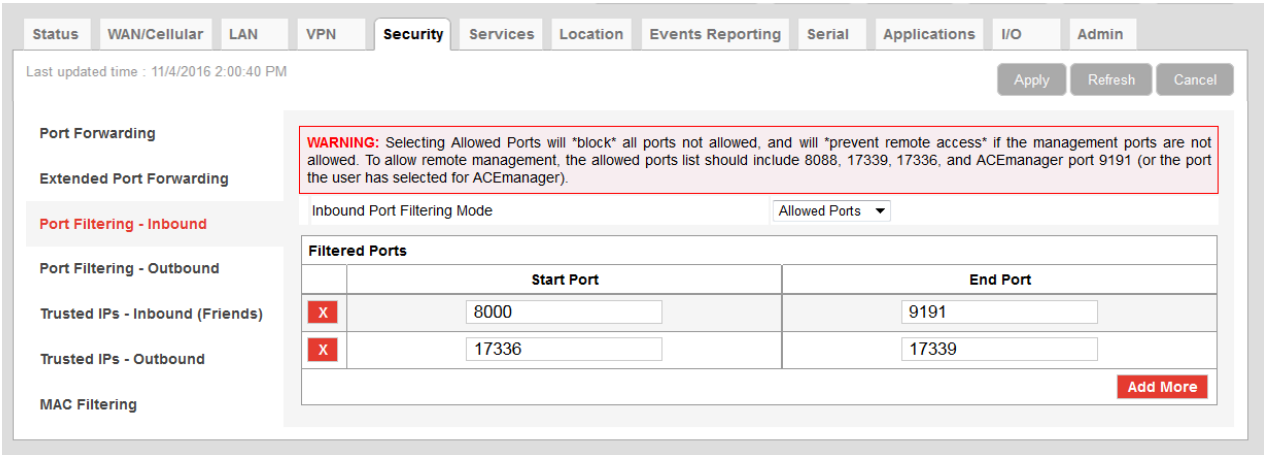 Status WAN/Cellular LAN VPN Security Services Location Events Reporting Serial Applications I/O Admin
Last updated time : 11/4/2016 2:00:40 PM
Apply Refresh Cancel
Port Forwarding
Extended Port Forwarding
Port Filtering - Inbound
Port Filtering - Outbound
Trusted IPs - Inbound (Friends)
Trusted IPs - Outbound
MAC Filtering
WARNING: Selecting Allowed Ports will *block* all ports not allowed, and will *prevent remote access* if the management ports are not
allowed. To allow remote management, the allowed ports list should include 8088, 17339, 17336, and ACEmanager port 9191 (or the port
the user has selected for ACEmanager).
Inbound Port Filtering Mode Allowed Ports
Filtered Ports
Start Port End Port
X 8000 9191
X 17336 17339
Add More